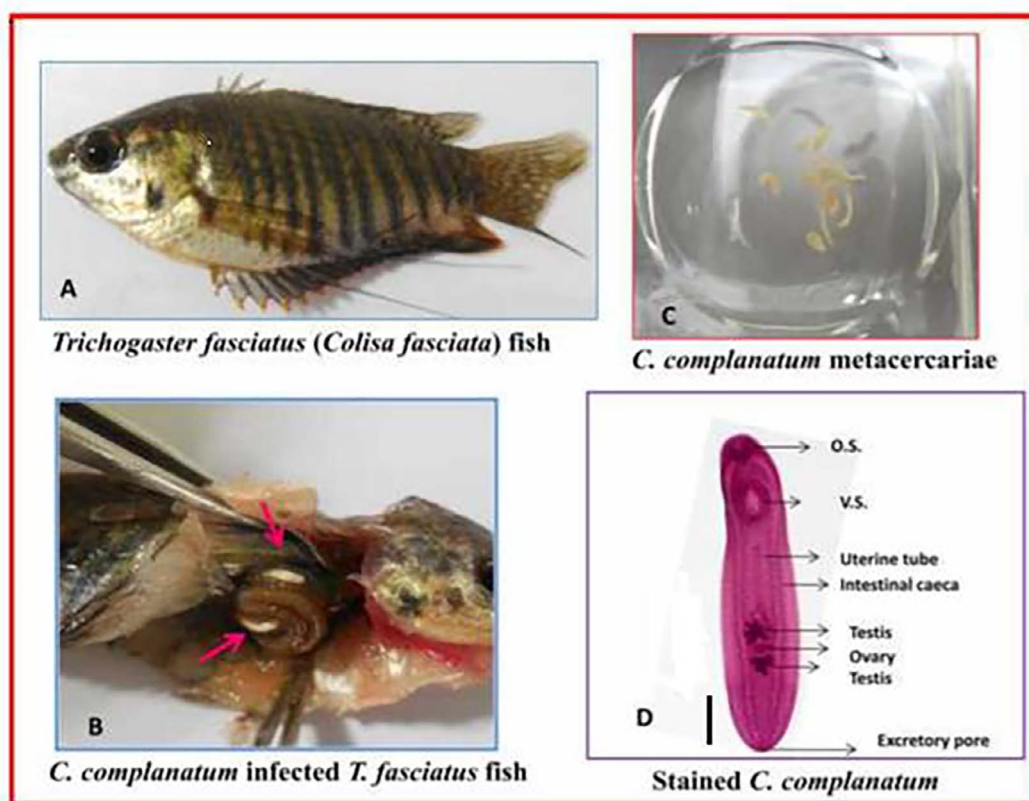 A
Trichogaster fasciatus (Colisa fasciata) fish
C
C. complanatum metacercariae
B
C. complanatum infected T. fasciatus fish
O.S.
V.S.
Uterine tube
Intestinal caeca
Testis
Ovary
Testis
D
Excretory pore
Stained C. complanatum